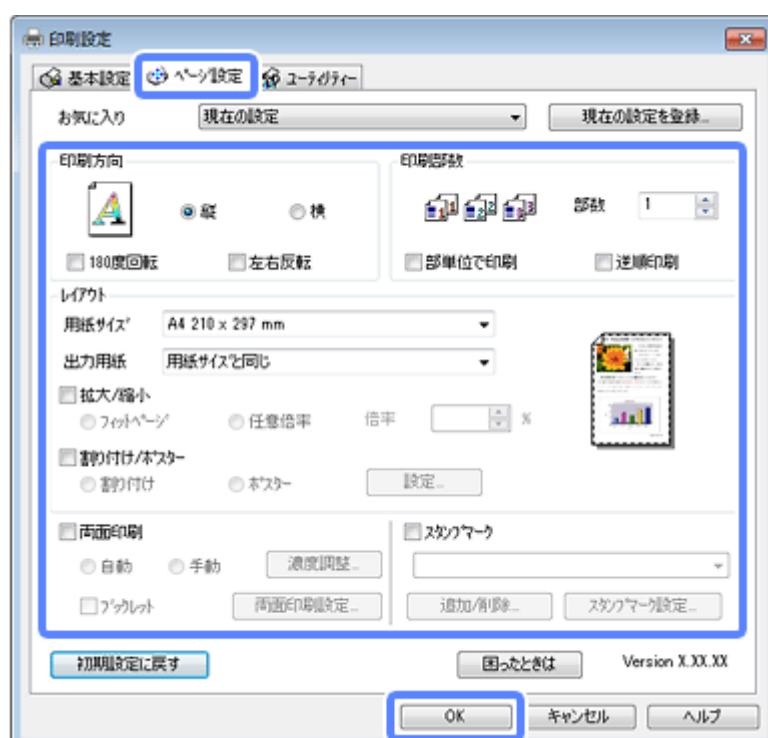 印刷設定
基本設定 ページ設定 ユーティリティー
お気に入り 現在の設定 現在の設定を登録...
印刷方向 印刷部数
縦 横 部数 1
180度回転 左右反転 部単位で印刷 逆順印刷
レイアウト
用紙サイズ A4 210 x 297 mm
出力用紙 用紙サイズと同じ
拡大/縮小
フィットページ 任意倍率 倍率 %
割り付け/ポスター
割り付け ポスター 設定...
両面印刷 スタンプマーク
自動 手動 濃度調整...
ブックレット 両面印刷設定... 追加/削除... スタンプマーク設定...
初期設定に戻す 困ったときは Version X.XX.XX
OK キャンセル ヘルプ